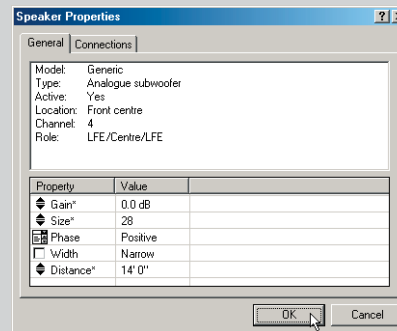 Speaker Properties
General Connections
Model: Generic
Type: Analogue subwoofer
Active: Yes
Location: Front centre
Channel: 4
Role: LFE/Centre/LFE
Property Value
Gain* 0.0 dB
Size* 28
Phase Positive
Width Narrow
Distance* 14' 0"
OK Cancel